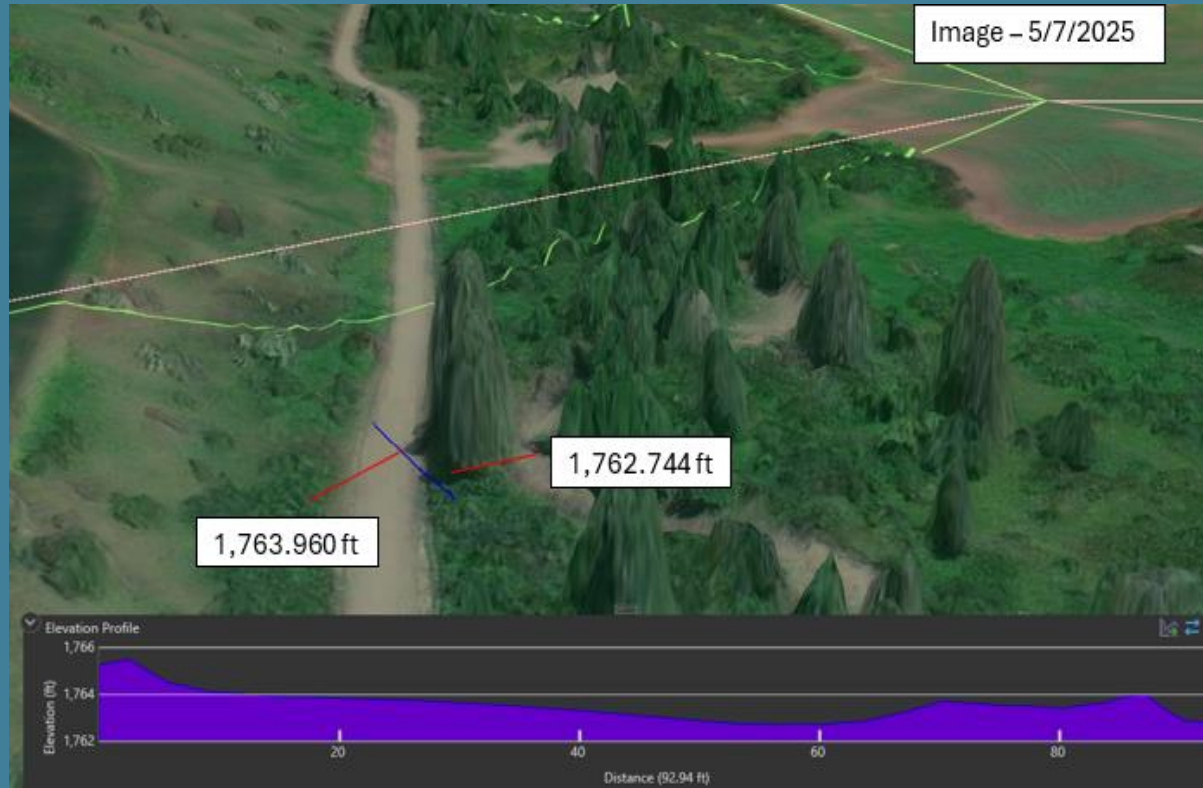 Image – 5/7/2025
1,762.744 ft
1,763.960 ft
Elevation Profile
1,766
1,764
1,762
Elevation (ft)
20
40
60
80
Distance (92.94 ft)